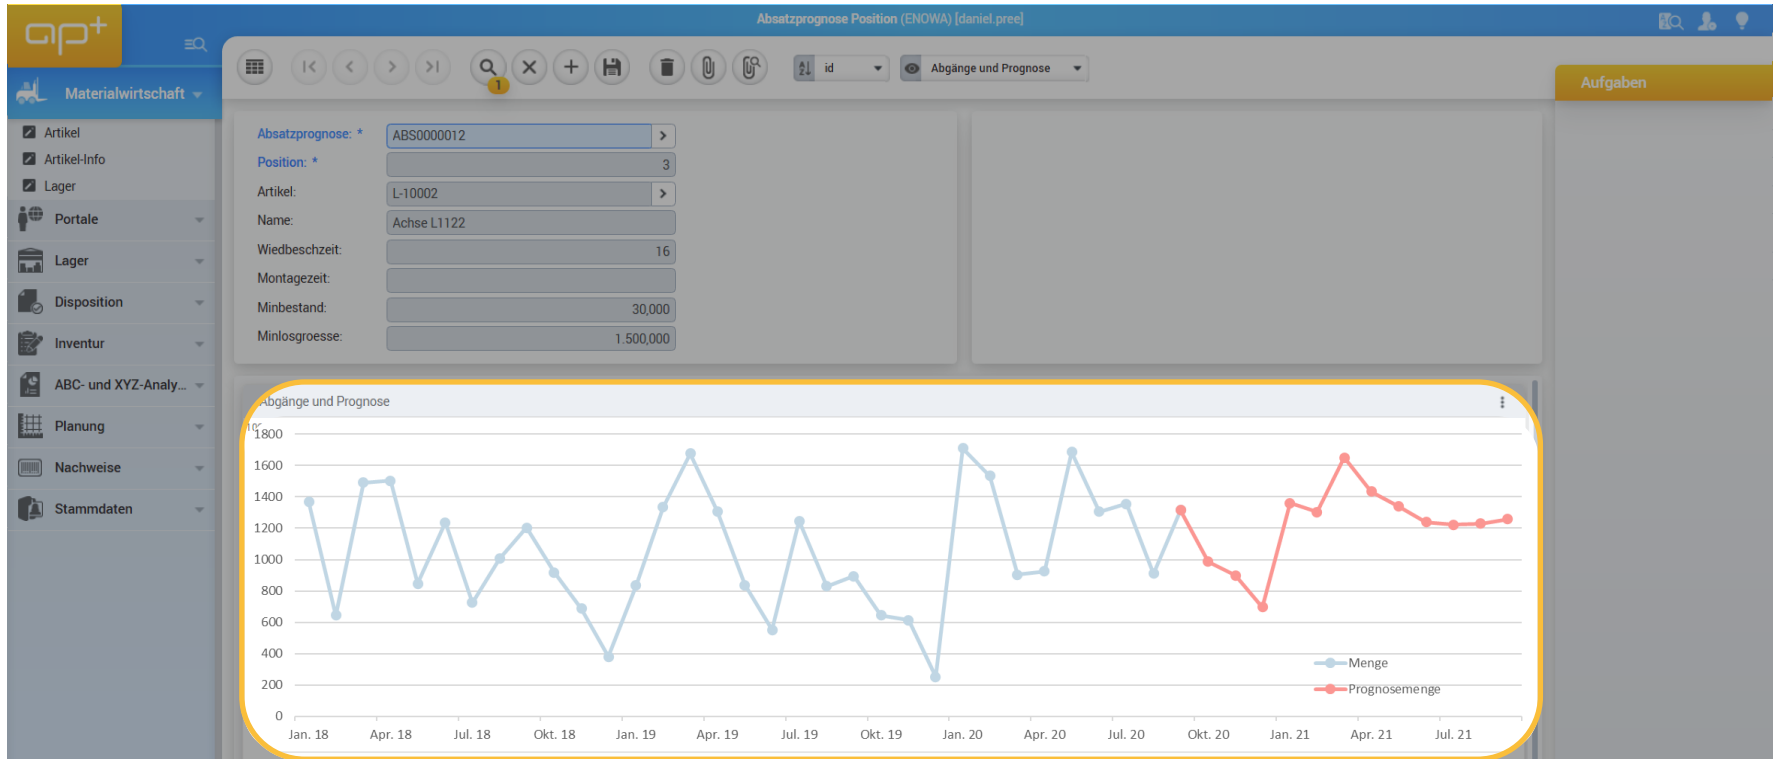 ap+
Absatzprognose Position (ENOWA) [daniel.pree]
Materialwirtschaft
Artikel
Artikel-Info
Lager
Portale
Lager
Disposition
Inventur
ABC- und XYZ-Analy...
Planung
Nachweise
Stammdaten
1
id
Abgänge und Prognose
Aufgaben
Absatzprognose: * ABS0000012
Position: * 3
Artikel: L-10002
Name: Achse L1122
Wiedbeschzeit: 16
Montagezeit:
Minbestand: 30,000
Minlosgroesse: 1.500,000
Abgänge und Prognose
1800
1600
1400
1200
1000
800
600
400
200
0
Menge
Prognosemenge
Jan. 18 Apr. 18 Jul. 18 Okt. 18 Jan. 19 Apr. 19 Jul. 19 Okt. 19 Jan. 20 Apr. 20 Jul. 20 Okt. 20 Jan. 21 Apr. 21 Jul. 21